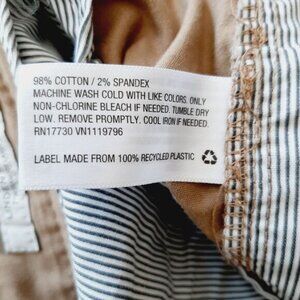 98% COTTON / 2% SPANDEX
MACHINE WASH COLD WITH LIKE COLORS. ONLY
NON-CHLORINE BLEACH IF NEEDED. TUMBLE DRY
LOW. REMOVE PROMPTLY. COOL IRON IF NEEDED.
RN17730 VN1119796
LABEL MADE FROM 100% RECYCLED PLASTIC